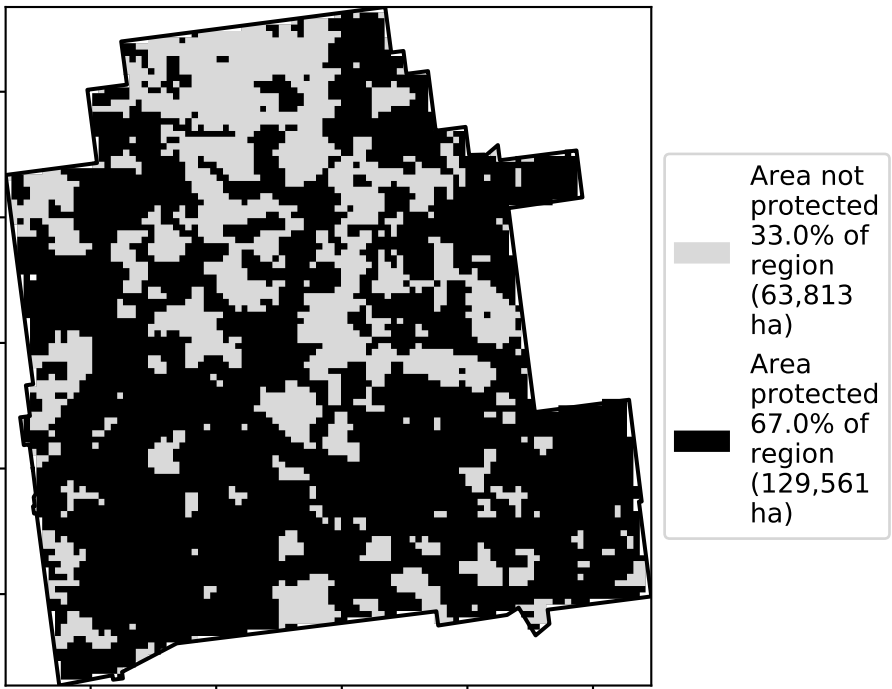 Area not
protected
33.0% of
region
(63,813
ha)
Area
protected
67.0% of
region
(129,561
ha)